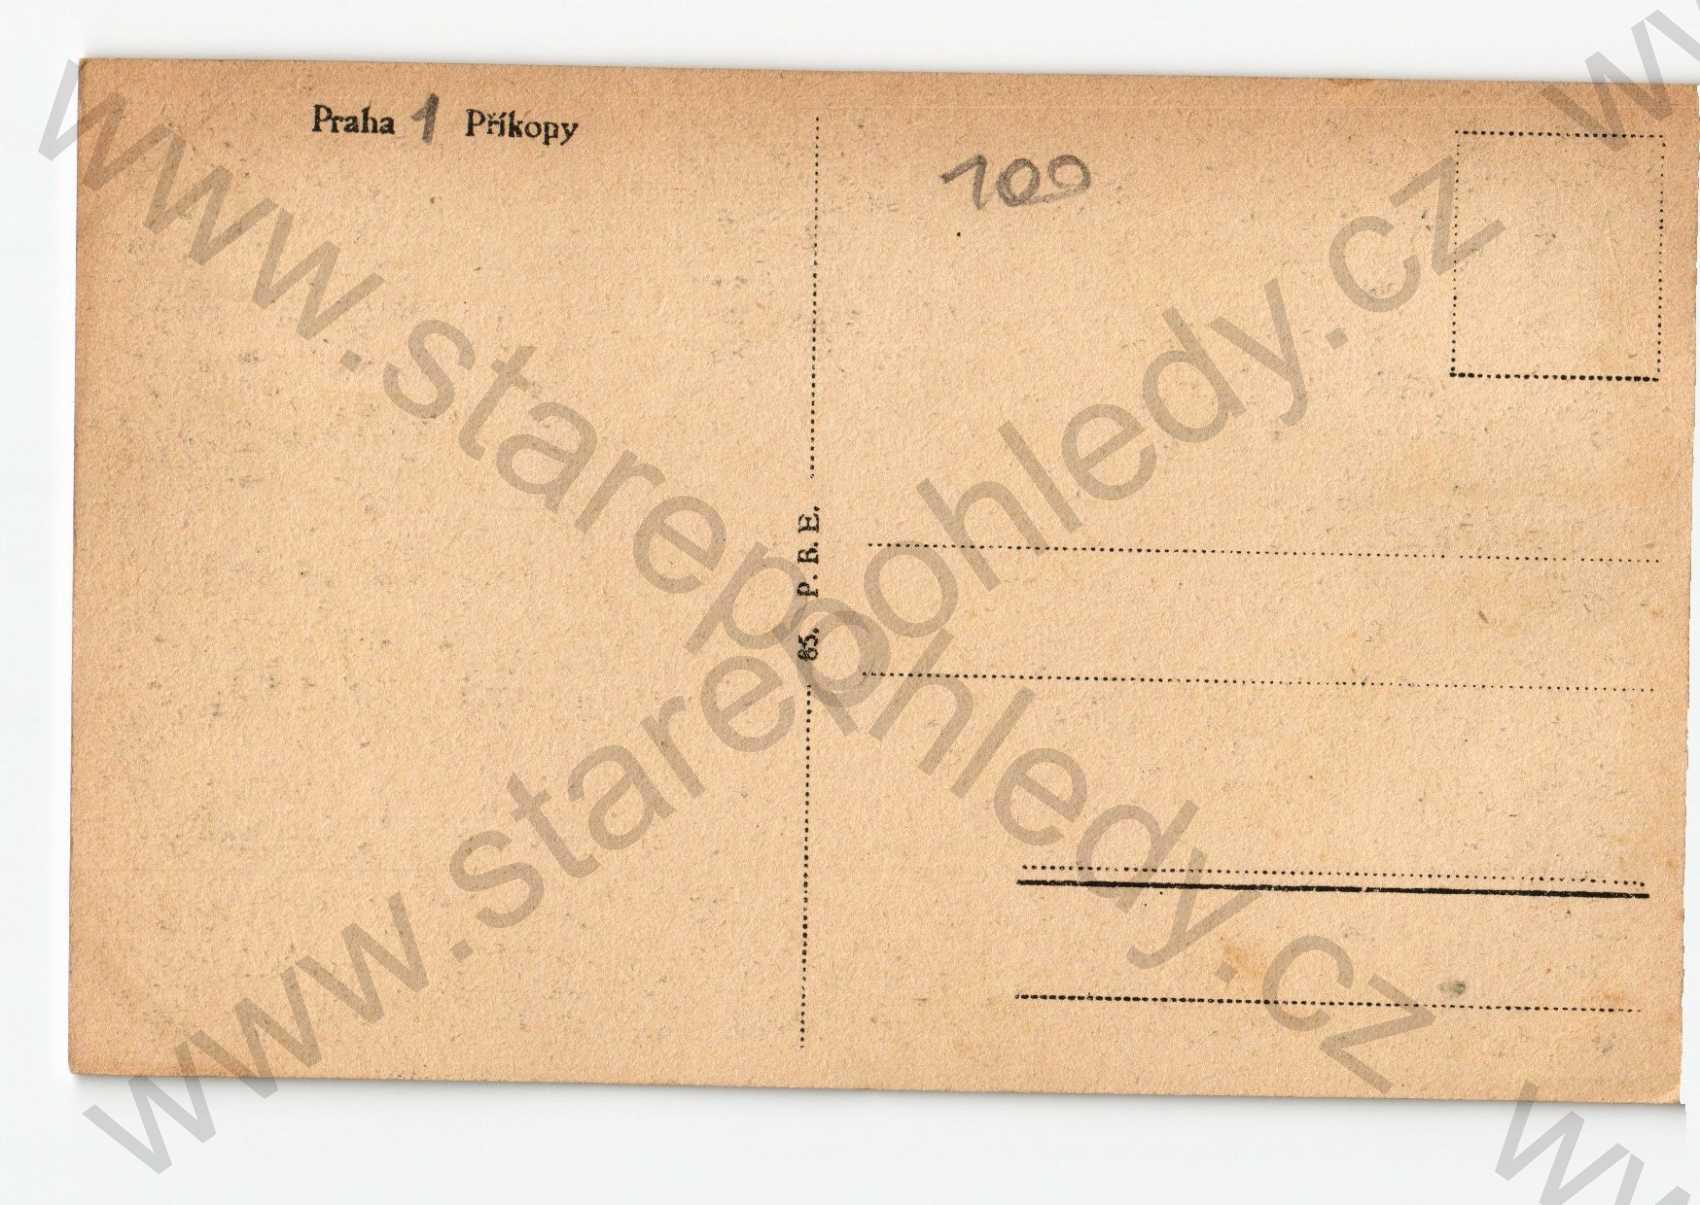 Praha 1 Příkopy
100
85. P. B. E.
www.starepohledy.cz
www.starepohledy.cz